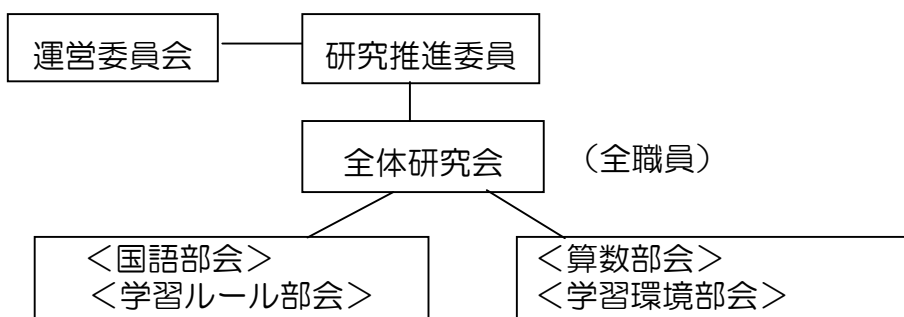 運営委員会
研究推進委員
全体研究会
（全職員）
＜国語部会＞
＜学習ルール部会＞
＜算数部会＞
＜学習環境部会＞